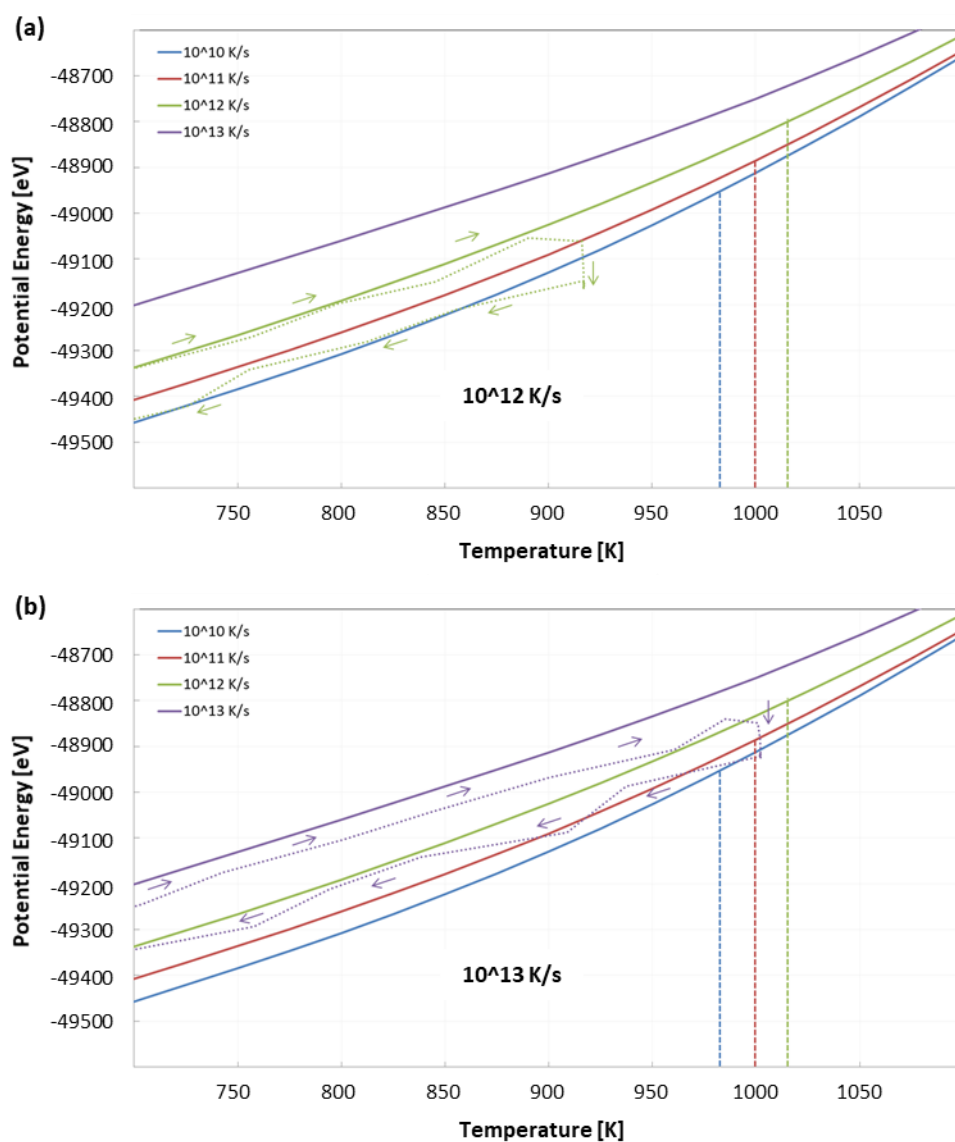 (a)
10^10 K/s
10^11 K/s
10^12 K/s
10^13 K/s
-48700
-48800
-48900
-49000
-49100
-49200
-49300
-49400
-49500
Potential Energy [eV]
10^12 K/s
750 800 850 900 950 1000 1050
Temperature [K]
(b)
10^10 K/s
10^11 K/s
10^12 K/s
10^13 K/s
-48700
-48800
-48900
-49000
-49100
-49200
-49300
-49400
-49500
Potential Energy [eV]
10^13 K/s
750 800 850 900 950 1000 1050
Temperature [K]